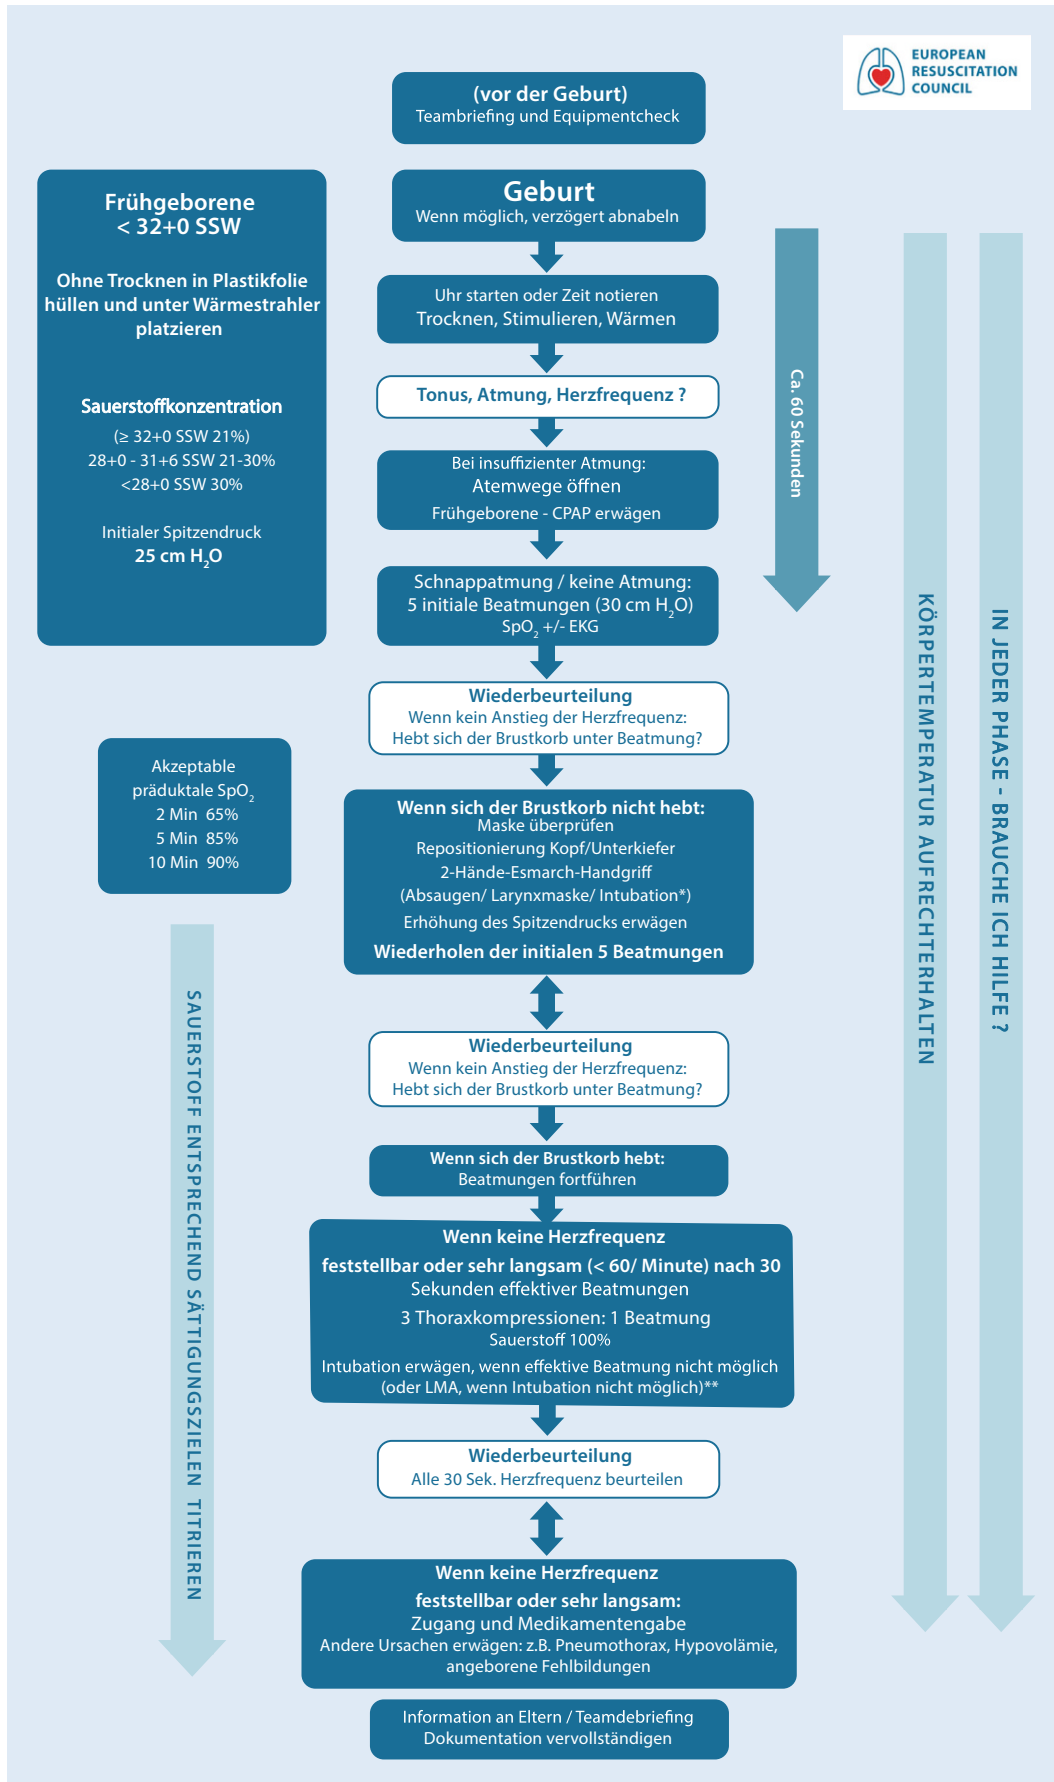 EUROPEAN
RESUSCITATION
COUNCIL
(vor der Geburt)
Teambriefing und Equipmentcheck
Geburt
Wenn möglich, verzögert abnabeln
Uhr starten oder Zeit notieren
Trocknen, Stimulieren, Wärmen
Tonus, Atmung, Herzfrequenz ?
Bei insuffizienter Atmung:
Atemwege öffnen
Frühgeborene - CPAP erwägen
Schnappatmung / keine Atmung:
5 initiale Beatmungen (30 cm H₂O)
SpO₂ +/- EKG
Wiederbeurteilung
Wenn kein Anstieg der Herzfrequenz:
Hebt sich der Brustkorb unter Beatmung?
Wenn sich der Brustkorb nicht hebt:
Maske überprüfen
Repositionierung Kopf/Unterkiefer
2-Hände-Esmarch-Handgriff
(Absaugen/ Larynxmaske/ Intubation*)
Erhöhung des Spitzendrucks erwägen
Wiederholen der initialen 5 Beatmungen
Wiederbeurteilung
Wenn kein Anstieg der Herzfrequenz:
Hebt sich der Brustkorb unter Beatmung?
Wenn sich der Brustkorb hebt:
Beatmungen fortführen
Wenn keine Herzfrequenz
feststellbar oder sehr langsam (< 60/ Minute) nach 30
Sekunden effektiver Beatmungen
3 Thoraxkompressionen: 1 Beatmung
Sauerstoff 100%
Intubation erwägen, wenn effektive Beatmung nicht möglich
(oder LMA, wenn Intubation nicht möglich)**
Wiederbeurteilung
Alle 30 Sek. Herzfrequenz beurteilen
Wenn keine Herzfrequenz
feststellbar oder sehr langsam:
Zugang und Medikamentengabe
Andere Ursachen erwägen: z.B. Pneumothorax, Hypovolämie,
angeborene Fehlbildungen
Information an Eltern / Teamdebriefing
Dokumentation vervollständigen
Frühgeborene
< 32+0 SSW
Ohne Trocknen in Plastikfolie
hüllen und unter Wärmestrahler
platzieren
Sauerstoffkonzentration
(≥ 32+0 SSW 21%)
28+0 - 31+6 SSW 21-30%
<28+0 SSW 30%
Initialer Spitzendruck
25 cm H₂O
Akzeptable
präduktale SpO₂
2 Min 65%
5 Min 85%
10 Min 90%
SAUERSTOFF ENTSPRECHEND SÄTTIGUNGSZIELEN TITRIEREN
Ca. 60 Sekunden
KÖRPERTEMPERATUR AUFRECHTERHALTEN
IN JEDER PHASE - BRAUCHE ICH HILFE ?